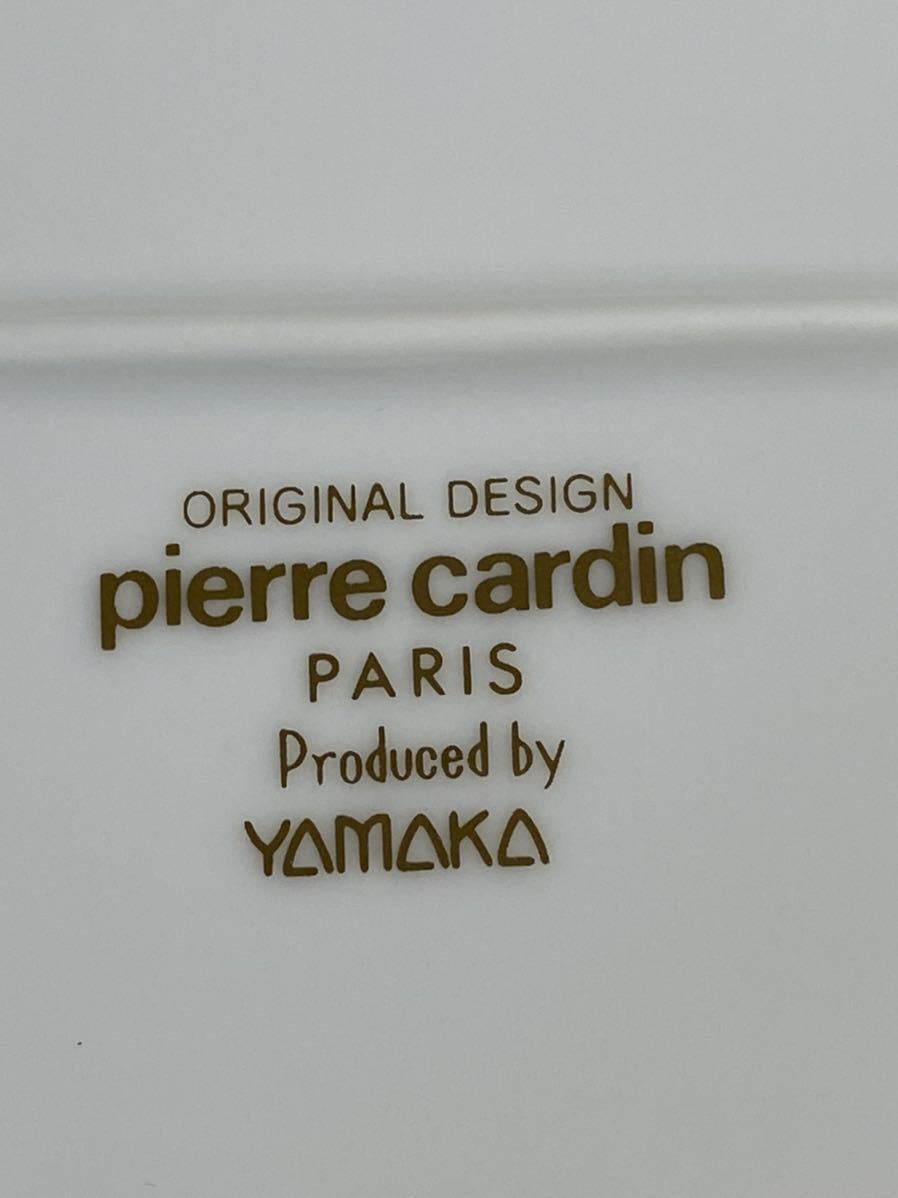 ORIGINAL DESIGN
pierre cardin
PARIS
Produced by
YAMAKA